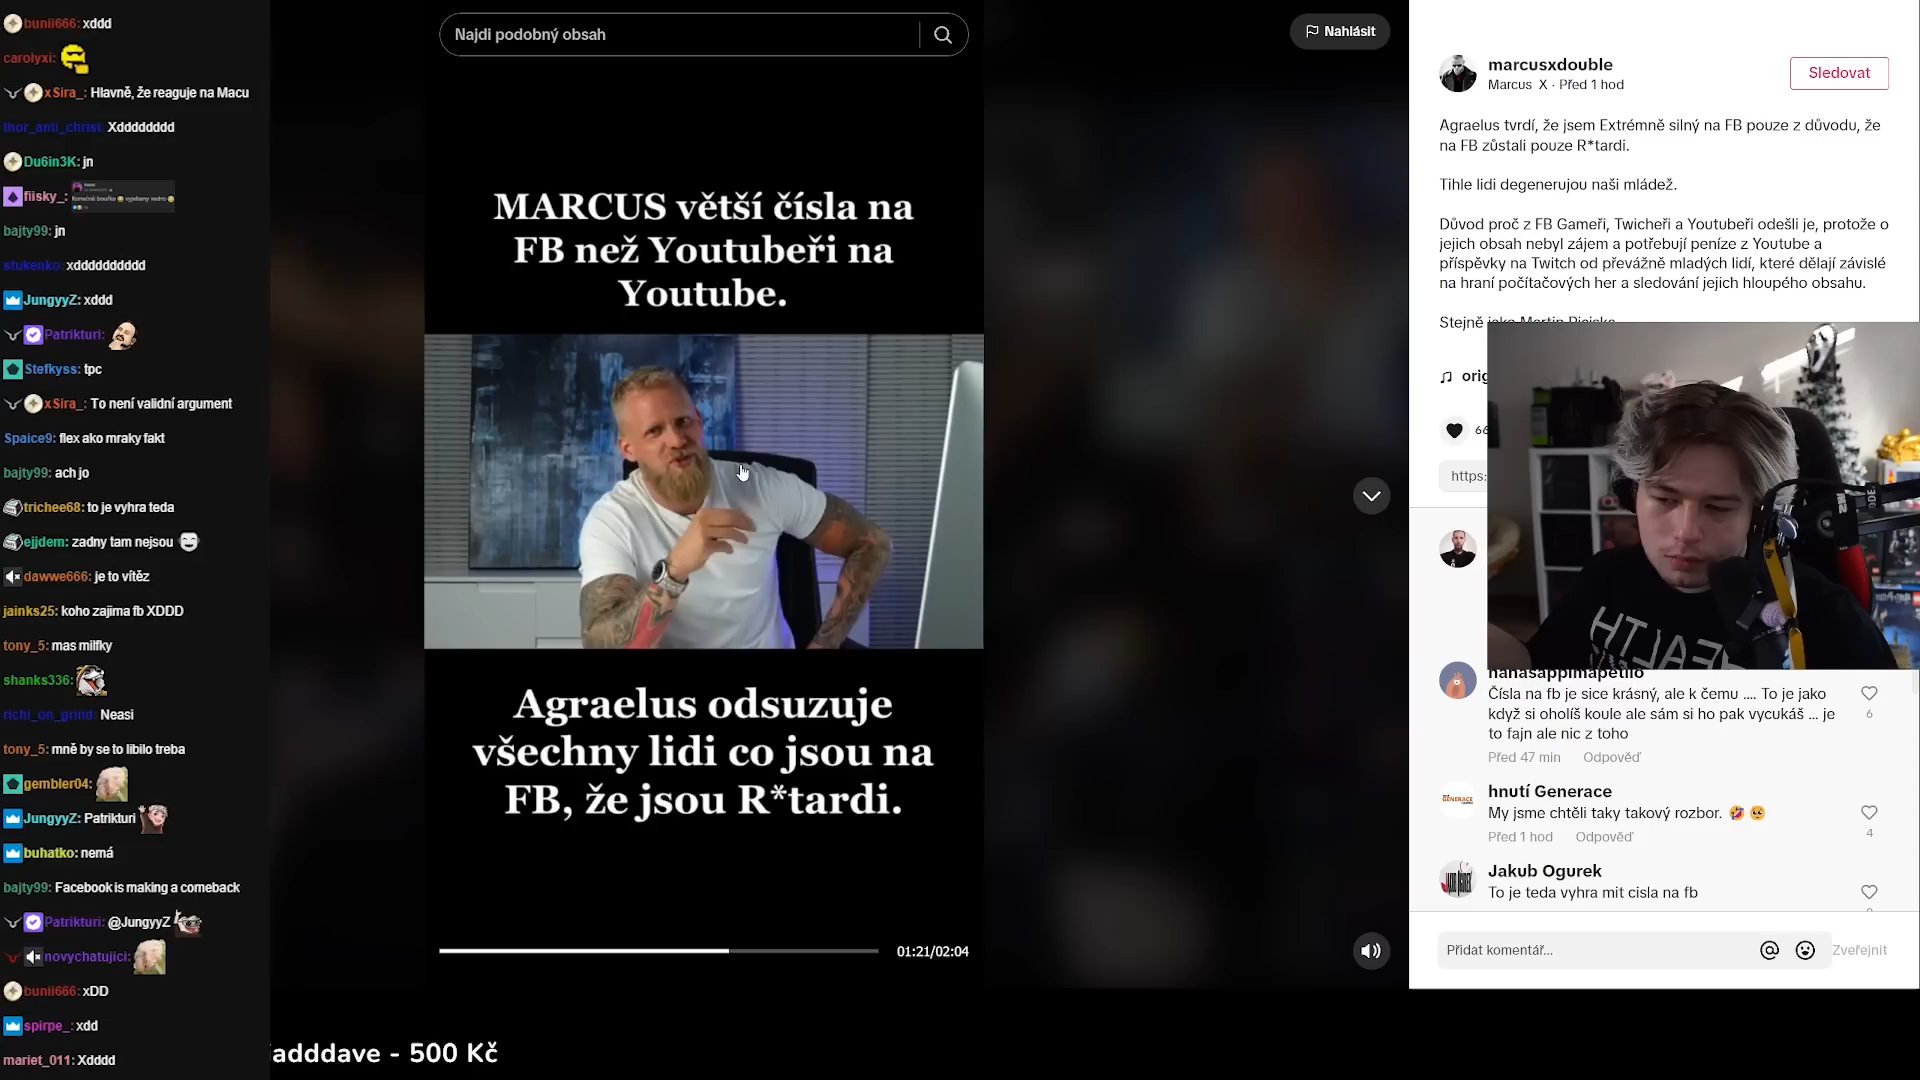 bunii666: xddd
carolyxi:
xSira_: Hlavně, že reaguje na Macu
thor_anti_christ: Xdddddddd
Du6in3K: jn
fiisky_:
bajty99: jn
stukenko: xdddddddddd
JungyyZ: xddd
Patrikturi:
Stefkyss: tpc
xSira_: To není validní argument
Spaice9: flex ako mraky fakt
bajty99: ach jo
trichee68: to je vyhra teda
ejjdem: zadny tam nejsou
dawwe666: je to vítěz
jainks25: koho zajima fb XDDD
tony_5: mas milfky
shanks336:
richi_on_grind: Neasi
tony_5: mně by se to libilo treba
gembler04:
JungyyZ: Patrikturi
buhatko: nemá
bajty99: Facebook is making a comeback
Patrikturi: @JungyyZ
novychatujici:
bunii666: xDD
spirpe_: xdd
mariet_011: Xdddd
Najdi podobný obsah
Nahlásit
MARCUS větší čísla na
FB než Youtubeři na
Youtube.
Agraelus odsuzuje
všechny lidi co jsou na
FB, že jsou R*tardi.
01:21/02:04
adddave - 500 Kč
marcusxdouble
Marcus X · Před 1 hod
Sledovat
Agraelus tvrdí, že jsem Extrémně silný na FB pouze z důvodu, že
na FB zůstali pouze R*tardi.
Tihle lidi degenerujou naši mládež.
Důvod proč z FB Gameři, Twicheři a Youtubeři odešli je, protože o
jejich obsah nebyl zájem a potřebují peníze z Youtube a
příspěvky na Twitch od převážně mladých lidí, které dělají závislé
na hraní počítačových her a sledování jejich hloupého obsahu.
Stejně jako Martin
orig
66
https:
HEALTH
nanasappimapetilo
Čísla na fb je sice krásný, ale k čemu .... To je jako
když si oholíš koule ale sám si ho pak vycukáš ... je
to fajn ale nic z toho
6
Před 47 min Odpověď
hnutí Generace
My jsme chtěli taky takový rozbor. 🤣 🥺
4
Před 1 hod Odpověď
Jakub Ogurek
To je teda vyhra mit cisla na fb
Přidat komentář...
Zveřejnit